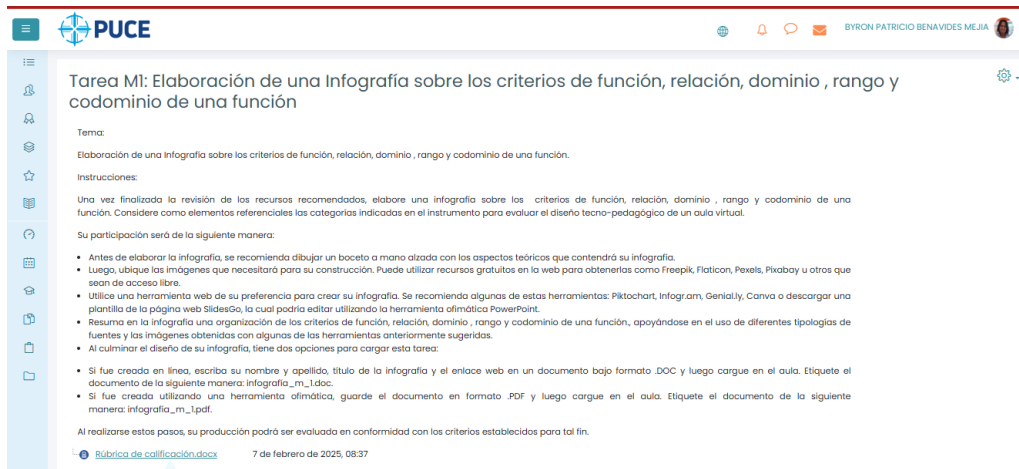 PUCE
BYRON PATRICIO BENAVIDES MEJIA
Tarea M1: Elaboración de una Infografía sobre los criterios de función, relación, dominio , rango y
codominio de una función
Tema:
Elaboración de una Infografía sobre los criterios de función, relación, dominio , rango y codominio de una función.
Instrucciones:
Una vez finalizada la revisión de los recursos recomendados, elabore una infografía sobre los criterios de función, relación, dominio , rango y codominio de una
función. Considere como elementos referenciales las categorías indicadas en el instrumento para evaluar el diseño tecno-pedagógico de un aula virtual.
Su participación será de la siguiente manera:
• Antes de elaborar la infografía, se recomienda dibujar un boceto a mano alzada con los aspectos teóricos que contendrá su infografía.
• Luego, ubique las imágenes que necesitará para su construcción. Puede utilizar recursos gratuitos en la web para obtenerlas como Freepik, Flaticon, Pexels, Pixabay u otros que
sean de acceso libre.
• Utilice una herramienta web de su preferencia para crear su infografía. Se recomienda algunas de estas herramientas: Piktochart, Infogr.am, Genial.ly, Canva o descargar una
plantilla de la página web SlidesGo, la cual podría editar utilizando la herramienta ofimática PowerPoint.
• Resuma en la infografía una organización de los criterios de función, relación, dominio , rango y codominio de una función., apoyándose en el uso de diferentes tipologías de
fuentes y las imágenes obtenidas con algunas de las herramientas anteriormente sugeridas.
• Al culminar el diseño de su infografía, tiene dos opciones para cargar esta tarea:
• Si fue creada en línea, escriba su nombre y apellido, título de la infografía y el enlace web en un documento bajo formato .DOC y luego cargue en el aula. Etiquete el
documento de la siguiente manera: infografía_m_1.doc.
• Si fue creada utilizando una herramienta ofimática, guarde el documento en formato .PDF y luego cargue en el aula. Etiquete el documento de la siguiente
manera: infografía_m_1.pdf.
Al realizarse estos pasos, su producción podrá ser evaluada en conformidad con los criterios establecidos para tal fin.
Rúbrica de calificación.docx 7 de febrero de 2025, 08:37